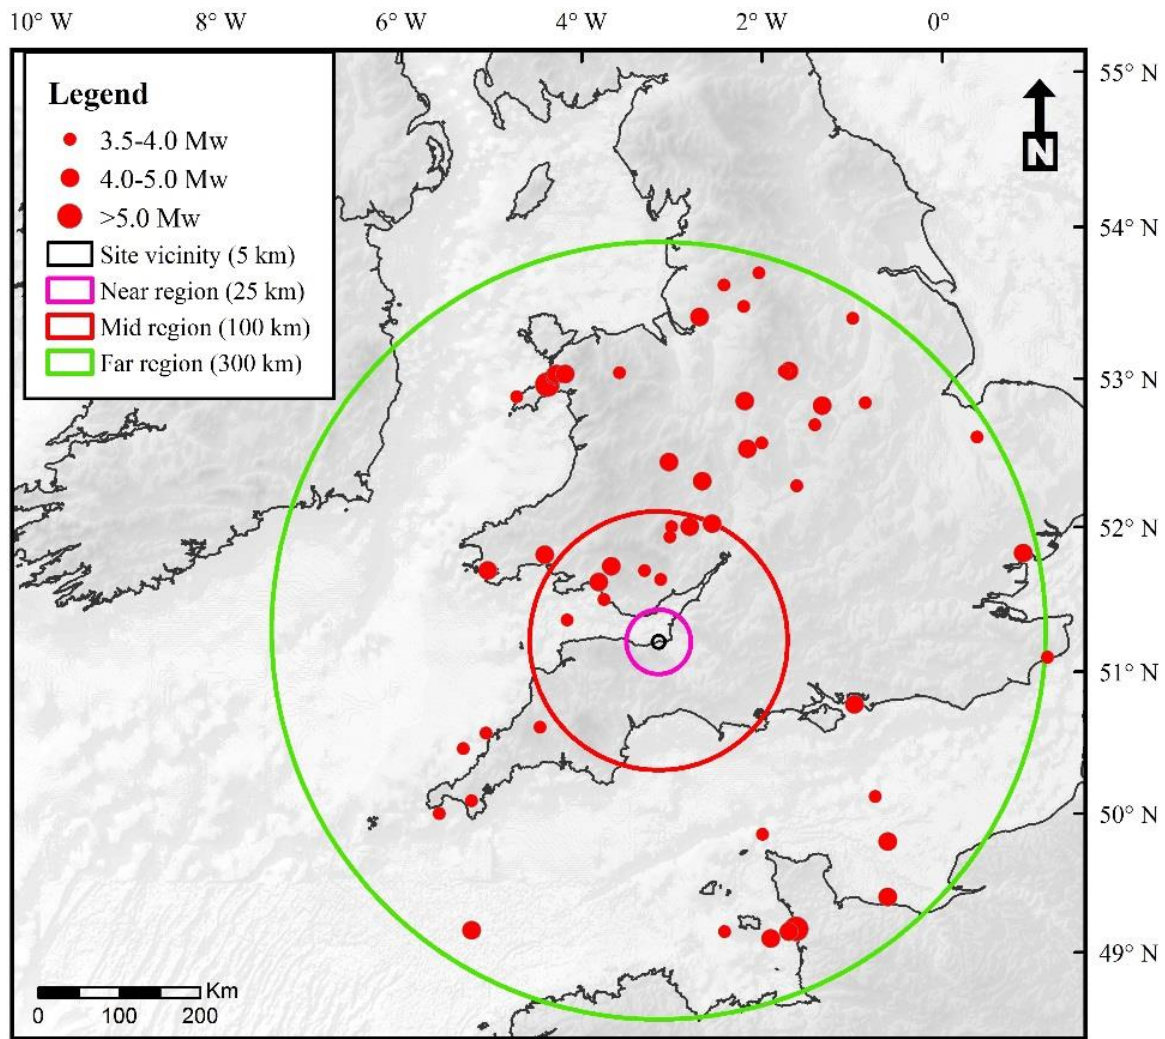 10° W 8° W 6° W 4° W 2° W 0°
Legend
3.5-4.0 Mw
4.0-5.0 Mw
>5.0 Mw
Site vicinity (5 km)
Near region (25 km)
Mid region (100 km)
Far region (300 km)
N
55° N
54° N
53° N
52° N
51° N
50° N
49° N
Km
0 100 200